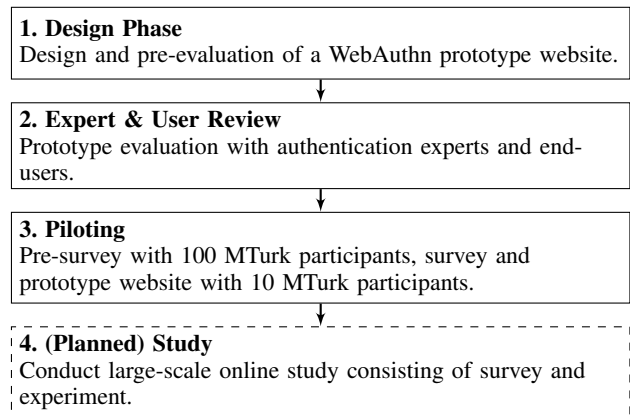 1. Design Phase
Design and pre-evaluation of a WebAuthn prototype website.
2. Expert & User Review
Prototype evaluation with authentication experts and end-
users.
3. Piloting
Pre-survey with 100 MTurk participants, survey and
prototype website with 10 MTurk participants.
4. (Planned) Study
Conduct large-scale online study consisting of survey and
experiment.